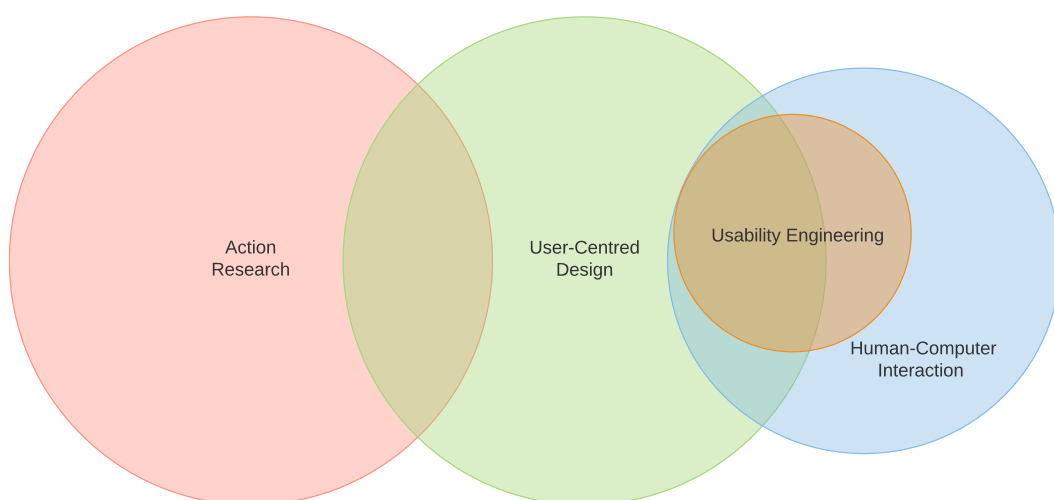 Action
Research
User-Centred
Design
Usability Engineering
Human-Computer
Interaction